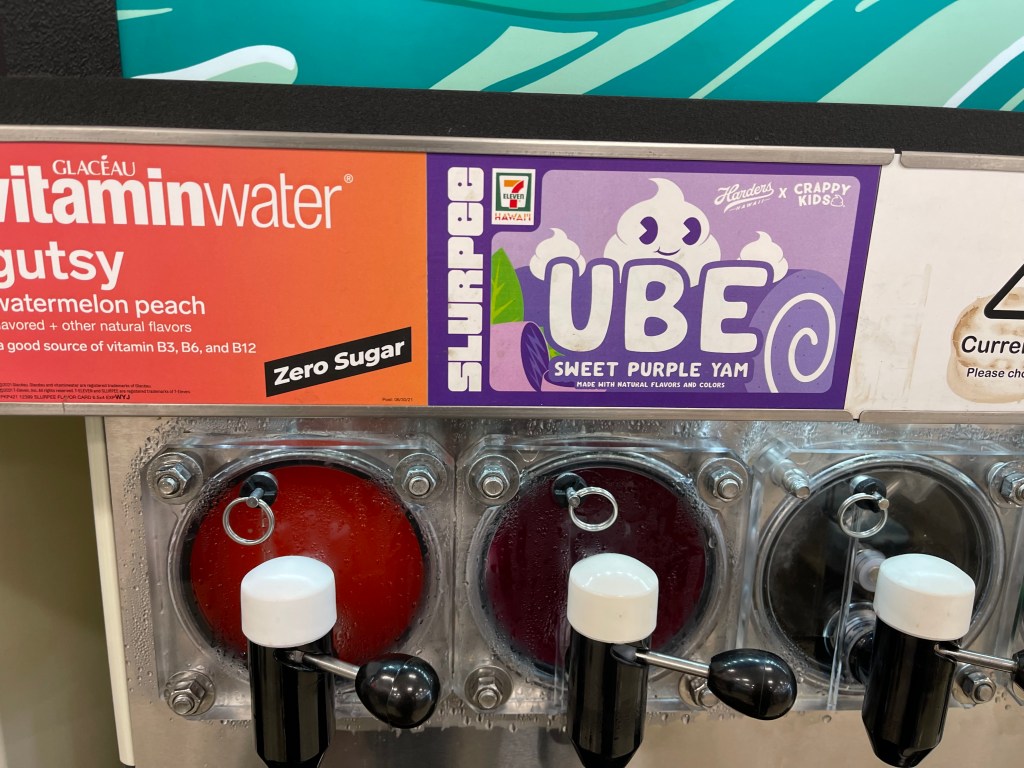 GLACÉAU
vitaminwater®
gutsy
watermelon peach
flavored + other natural flavors
a good source of vitamin B3, B6, and B12
Zero Sugar
SLURPEE
7
ELEVEN
HAWAI'I
Harders
HAWAII
X
CRAPPY
KIDS
UBE
SWEET PURPLE YAM
MADE WITH NATURAL FLAVORS AND COLORS
Curre
Please cho